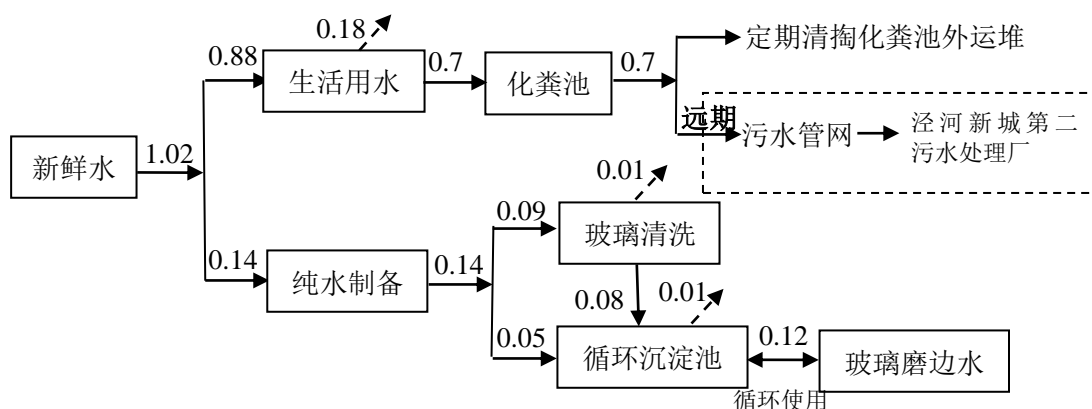 0.18
定期清掏化粪池外运堆
0.88
生活用水
0.7
化粪池
0.7
远期
污水管网
泾河新城第二
污水处理厂
新鲜水
1.02
0.01
0.09
玻璃清洗
0.14
纯水制备
0.14
0.08
0.01
0.05
循环沉淀池
0.12
玻璃磨边水
循环使用